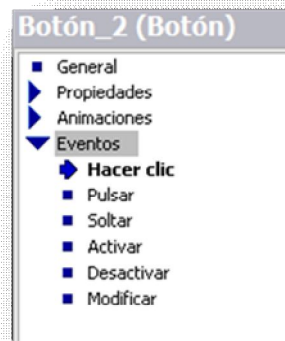 Botón_2 (Botón)
General
Propiedades
Animaciones
Eventos
Hacer clic
Pulsar
Soltar
Activar
Desactivar
Modificar